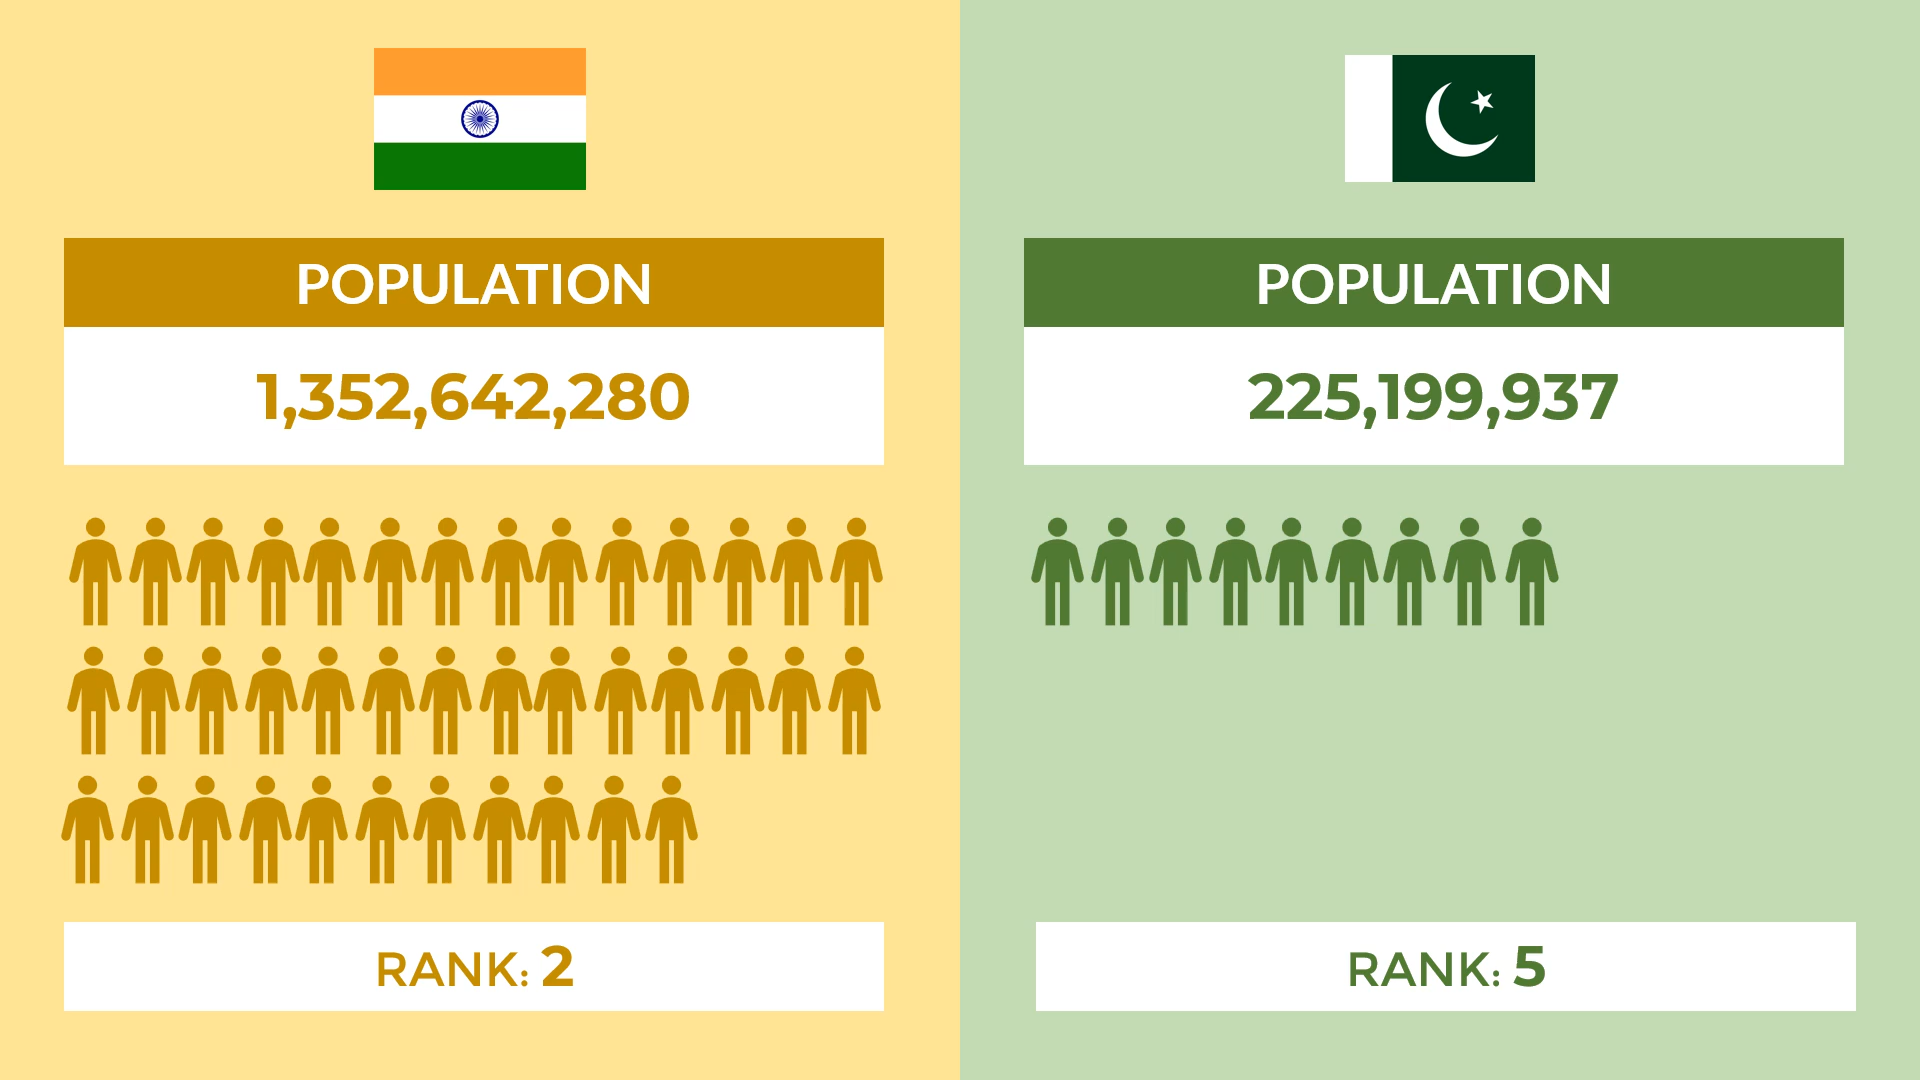 POPULATION
1,352,642,280
RANK: 2
POPULATION
225,199,937
RANK: 5